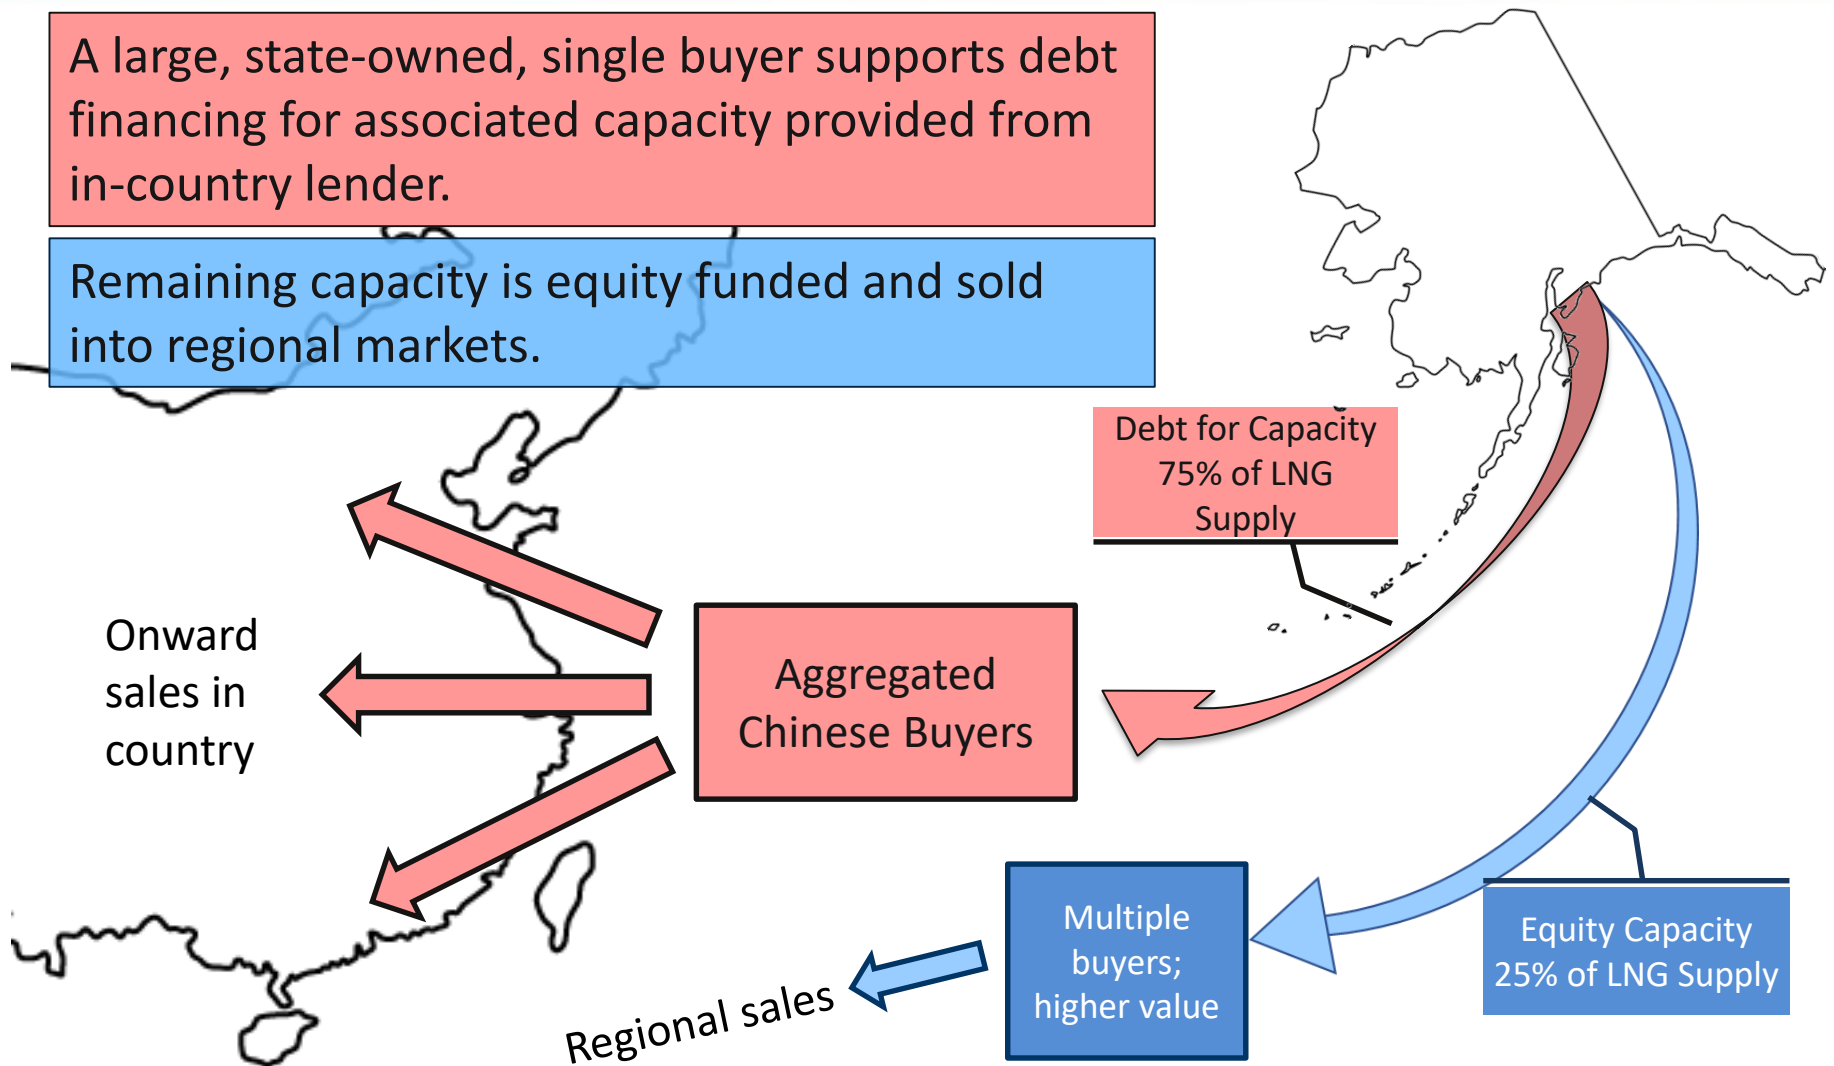 A large, state-owned, single buyer supports debt
financing for associated capacity provided from
in-country lender.
Remaining capacity is equity funded and sold
into regional markets.
Debt for Capacity
75% of LNG
Supply
Onward
sales in
country
Aggregated
Chinese Buyers
Multiple
buyers;
higher value
Equity Capacity
25% of LNG Supply
Regional sales